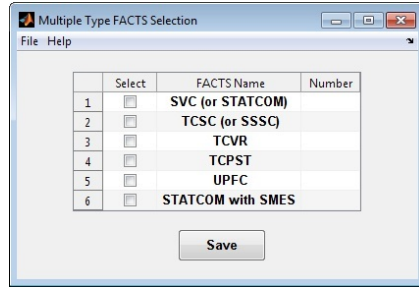 Multiple Type FACTS Selection
File Help
Select FACTS Name Number
1 SVC (or STATCOM)
2 TCSC (or SSSC)
3 TCVR
4 TCPST
5 UPFC
6 STATCOM with SMES
Save